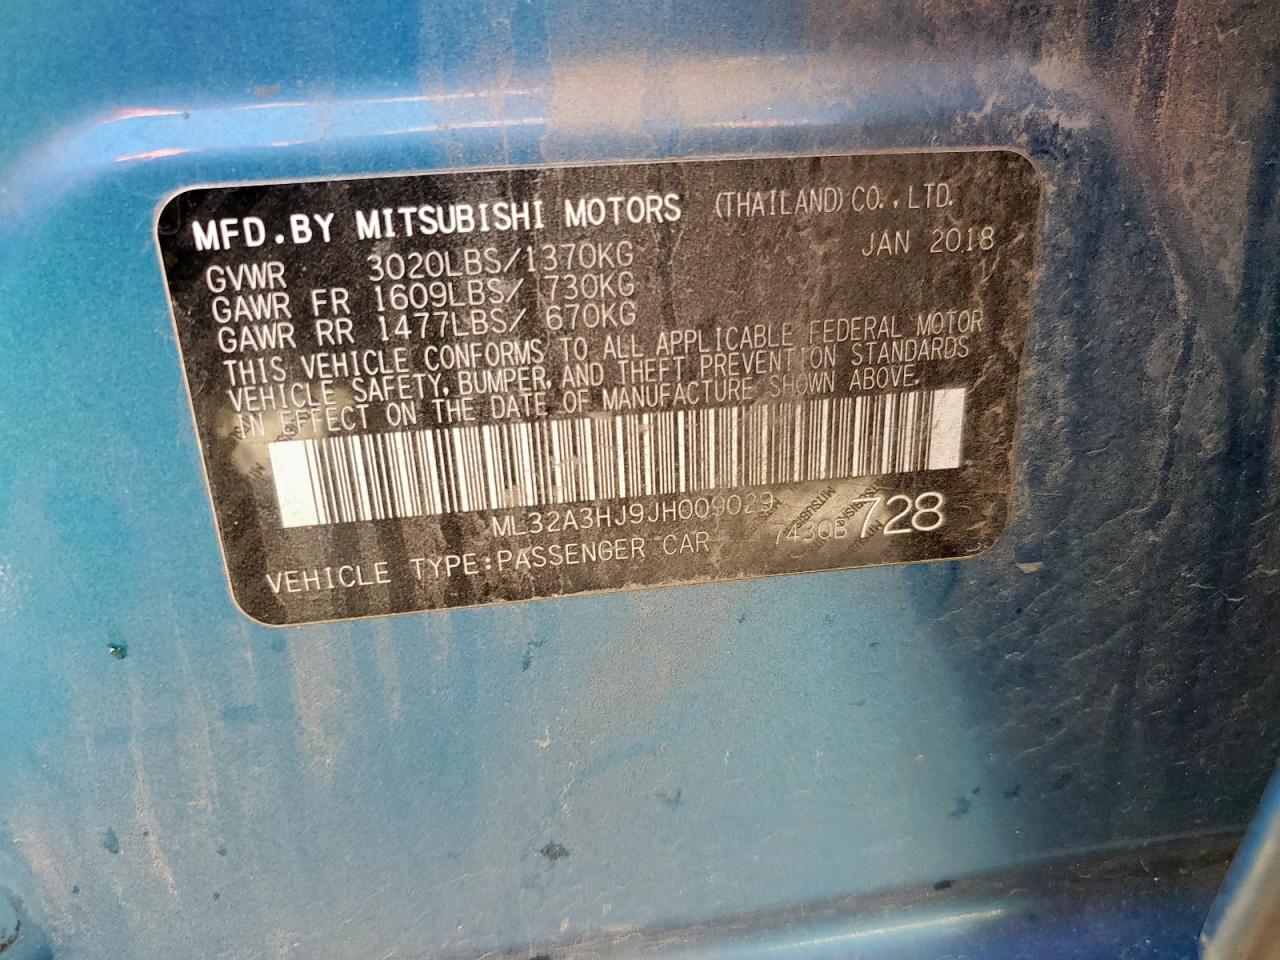 MFD.BY MITSUBISHI MOTORS (THAILAND) CO.,LTD.
JAN 2018
GVWR 3020LBS/1370KG
GAWR FR 1609LBS/ 730KG
GAWR RR 1477LBS/ 670KG
THIS VEHICLE CONFORMS TO ALL APPLICABLE FEDERAL MOTOR
VEHICLE SAFETY, BUMPER, AND THEFT PREVENTION STANDARDS
IN EFFECT ON THE DATE OF MANUFACTURE SHOWN ABOVE.
ML32A3HJ9JH009029
VEHICLE TYPE:PASSENGER CAR 743QB 728